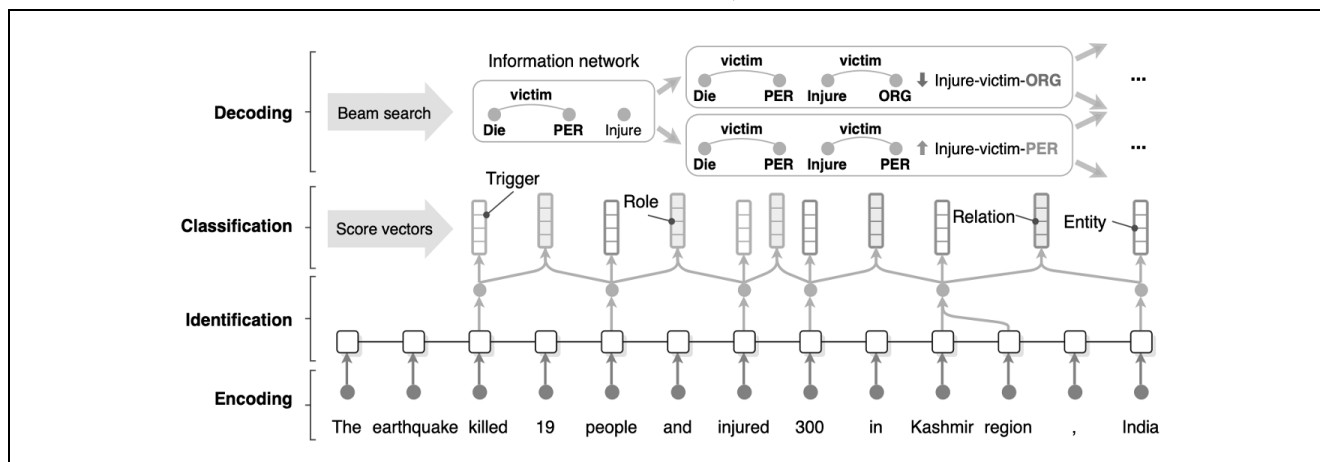 Information network
victim
Die PER Injure
victim victim
Die PER Injure ORG
Injure-victim-ORG
...
victim victim
Die PER Injure PER
Injure-victim-PER
...
Decoding
Beam search
Trigger
Role
Relation
Entity
Classification
Score vectors
Identification
Encoding
The earthquake killed 19 people and injured 300 in Kashmir region , India